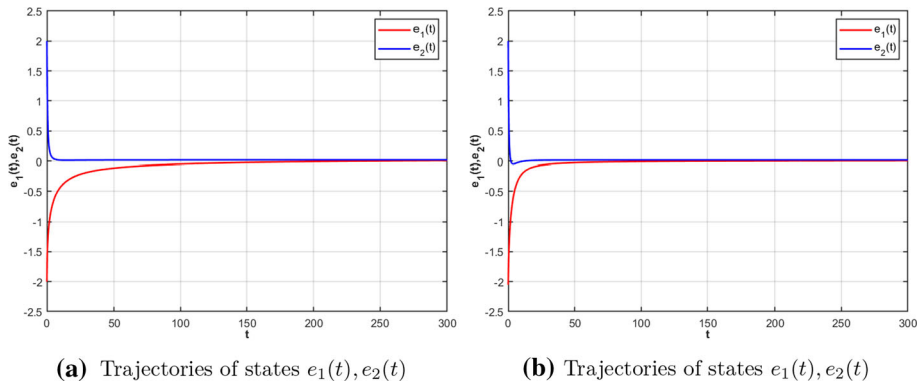 2.5
2
1.5
1
0.5
0
-0.5
-1
-1.5
-2
-2.5
e1(t),e2(t)
0 50 100 150 200 250 300
t
e1(t)
e2(t)
(a) Trajectories of states e1(t), e2(t)
2.5
2
1.5
1
0.5
0
-0.5
-1
-1.5
-2
-2.5
e1(t),e2(t)
0 50 100 150 200 250 300
t
e1(t)
e2(t)
(b) Trajectories of states e1(t), e2(t)